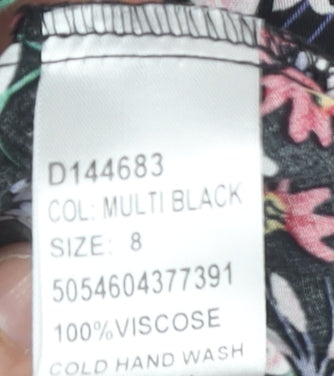 D144683
COL: MULTI BLACK
SIZE: 8
5054604377391
100%VISCOSE
COLD HAND WASH